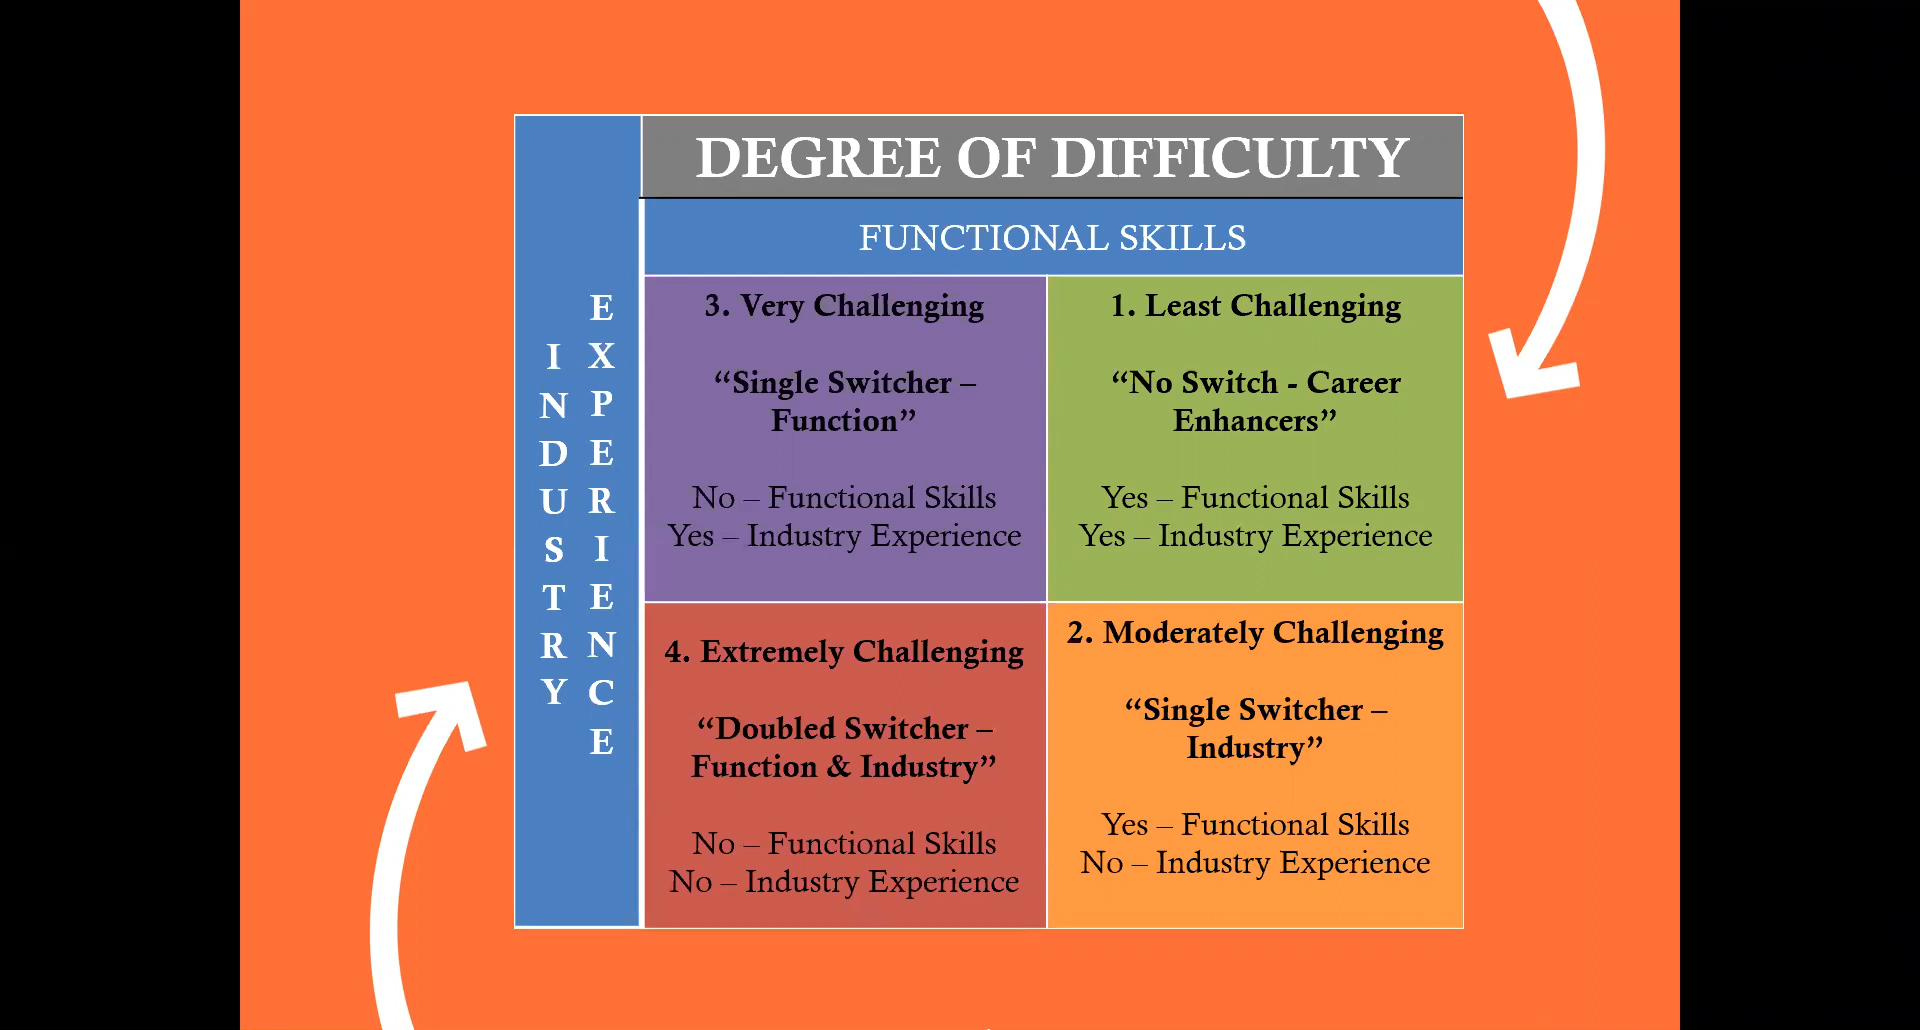 DEGREE OF DIFFICULTY
FUNCTIONAL SKILLS
INDUSTRY
EXPERIENCE
3. Very Challenging
“Single Switcher –
Function”
No – Functional Skills
Yes – Industry Experience
1. Least Challenging
“No Switch - Career
Enhancers”
Yes – Functional Skills
Yes – Industry Experience
4. Extremely Challenging
“Doubled Switcher –
Function & Industry”
No – Functional Skills
No – Industry Experience
2. Moderately Challenging
“Single Switcher –
Industry”
Yes – Functional Skills
No – Industry Experience